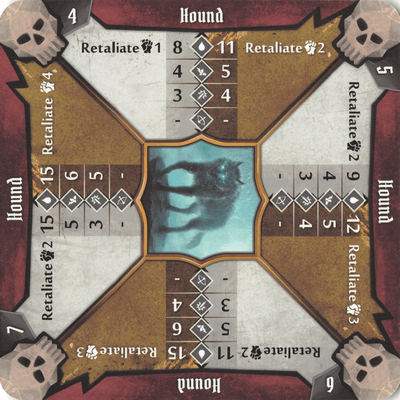 4 Hound
Retaliate 1 8 11 Retaliate 2
4 5
3 4
- -
5 Hound
Retaliate 2 9 12 Retaliate 3
4 5
3 4
- -
6 Hound
Retaliate 2 11 15 Retaliate 3
5 6
3 4
- -
7 Hound
Retaliate 2 15 15 Retaliate 4
5 6
3 5
- -